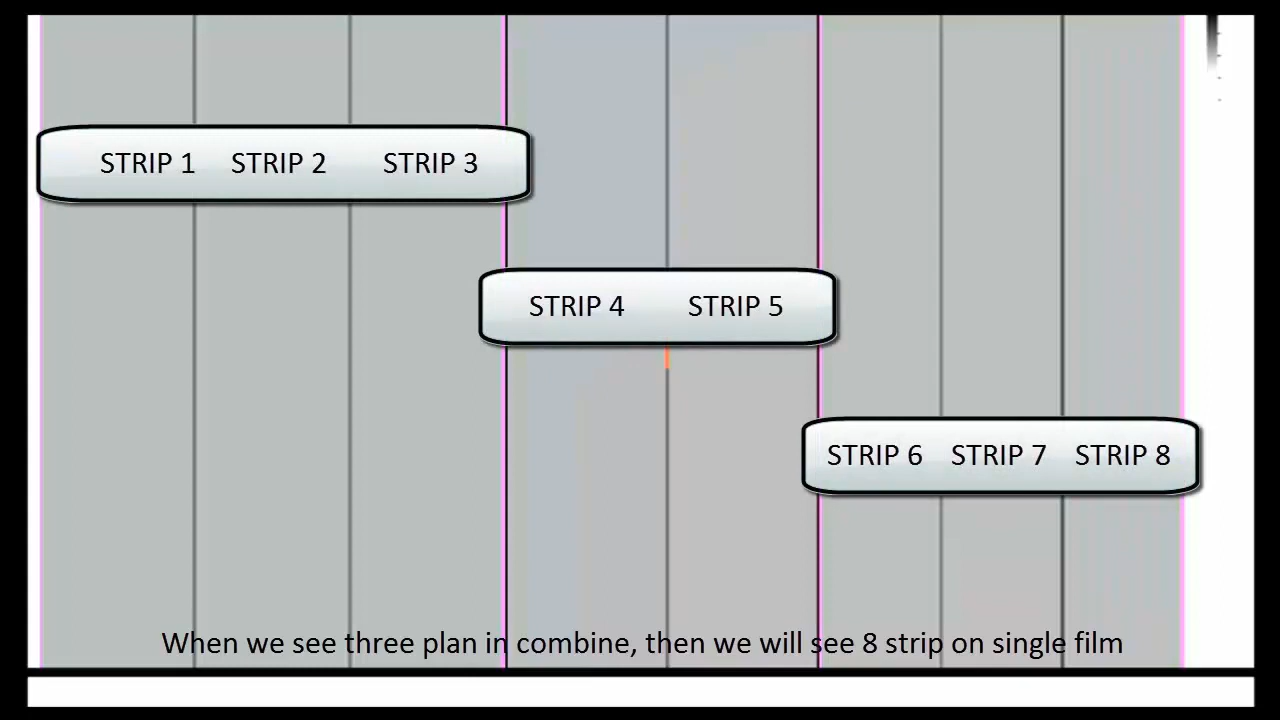 STRIP 1 STRIP 2 STRIP 3
STRIP 4 STRIP 5
STRIP 6 STRIP 7 STRIP 8
When we see three plan in combine, then we will see 8 strip on single film